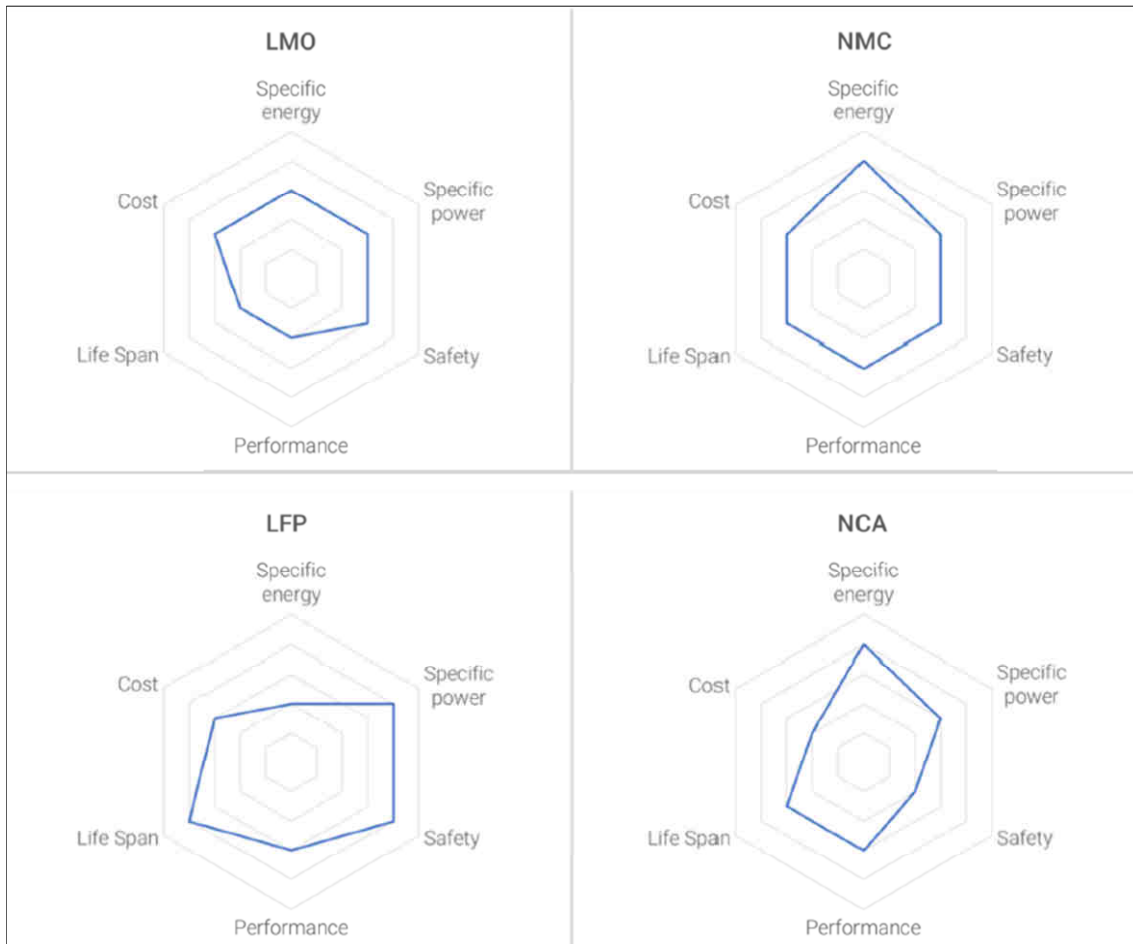 LMO
Specific
energy
Cost
Specific
power
Life Span
Safety
Performance
NMC
Specific
energy
Cost
Specific
power
Life Span
Safety
Performance
LFP
Specific
energy
Cost
Specific
power
Life Span
Safety
Performance
NCA
Specific
energy
Cost
Specific
power
Life Span
Safety
Performance